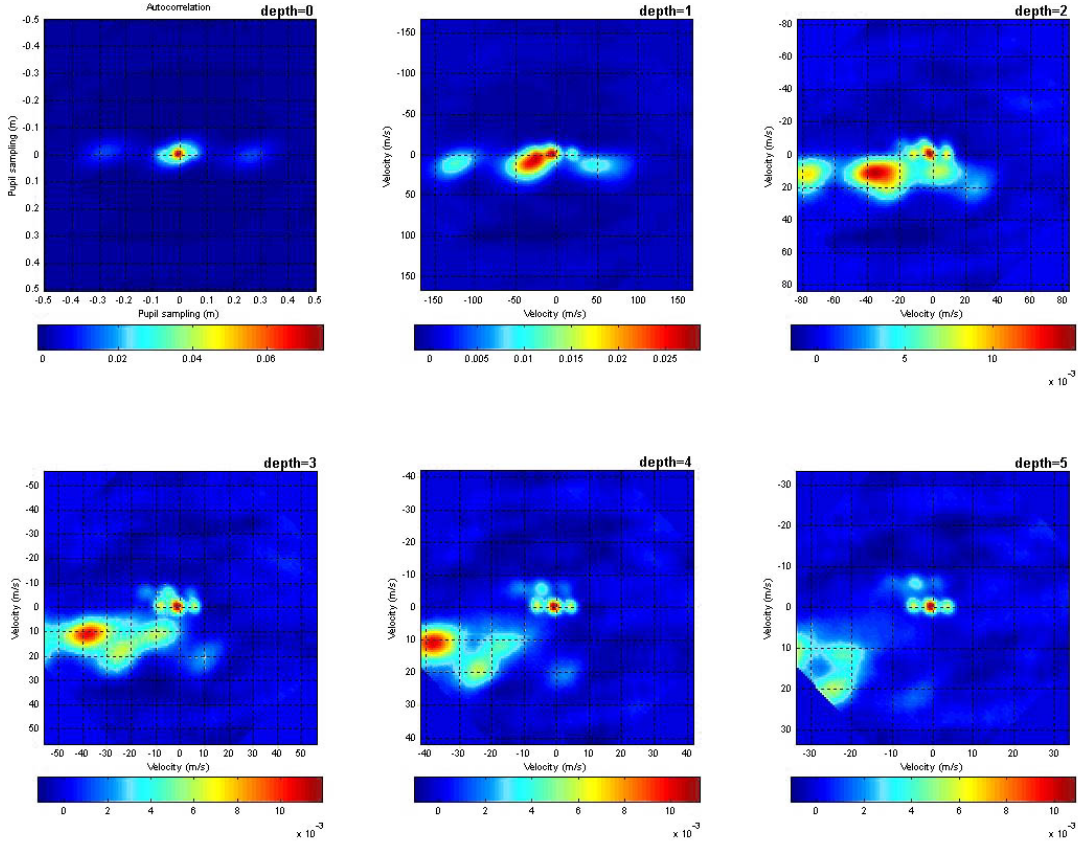 Autocorrelation
depth=0
-0.5
-0.4
-0.3
-0.2
-0.1
0
0.1
0.2
0.3
0.4
0.5
Pupil sampling (m)
-0.5 -0.4 -0.3 -0.2 -0.1 0 0.1 0.2 0.3 0.4 0.5
Pupil sampling (m)
0 0.02 0.04 0.06
depth=1
-150
-100
-50
0
50
100
150
Velocity (m/s)
-150 -100 -50 0 50 100 150
Velocity (m/s)
0 0.005 0.01 0.015 0.02 0.025
depth=2
-80
-60
-40
-20
0
20
40
60
80
Velocity (m/s)
-80 -60 -40 -20 0 20 40 60 80
Velocity (m/s)
0 5 10
x 10-3
depth=3
-50
-40
-30
-20
-10
0
10
20
30
40
50
Velocity (m/s)
-50 -40 -30 -20 -10 0 10 20 30 40 50
Velocity (m/s)
0 2 4 6 8 10
x 10-3
depth=4
-40
-30
-20
-10
0
10
20
30
40
Velocity (m/s)
-40 -30 -20 -10 0 10 20 30 40
Velocity (m/s)
0 2 4 6 8 10
x 10-3
depth=5
-30
-20
-10
0
10
20
30
Velocity (m/s)
-30 -20 -10 0 10 20 30
Velocity (m/s)
0 2 4 6 8 10
x 10-3